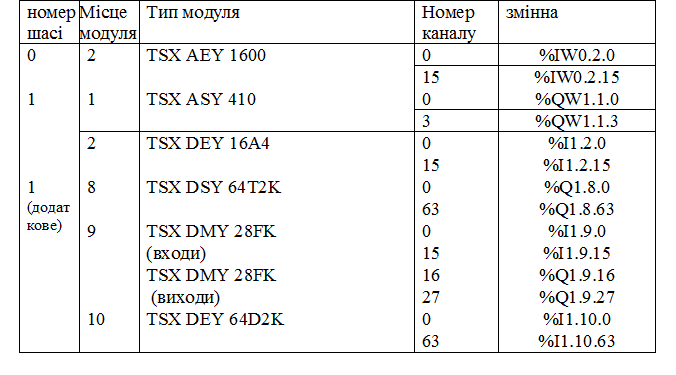 номер Місце Тип модуля Номер змінна
шасі модуля каналу
0 2 TSX AEY 1600 0 %IW0.2.0
15 %IW0.2.15
1 1 TSX ASY 410 0 %QW1.1.0
3 %QW1.1.3
2 TSX DEY 16A4 0 %I1.2.0
15 %I1.2.15
1 8 TSX DSY 64T2K 0 %Q1.8.0
(додат 63 %Q1.8.63
кове) 9 TSX DMY 28FK 0 %I1.9.0
(входи) 15 %I1.9.15
TSX DMY 28FK 16 %Q1.9.16
(виходи) 27 %Q1.9.27
10 TSX DEY 64D2K 0 %I1.10.0
63 %I1.10.63